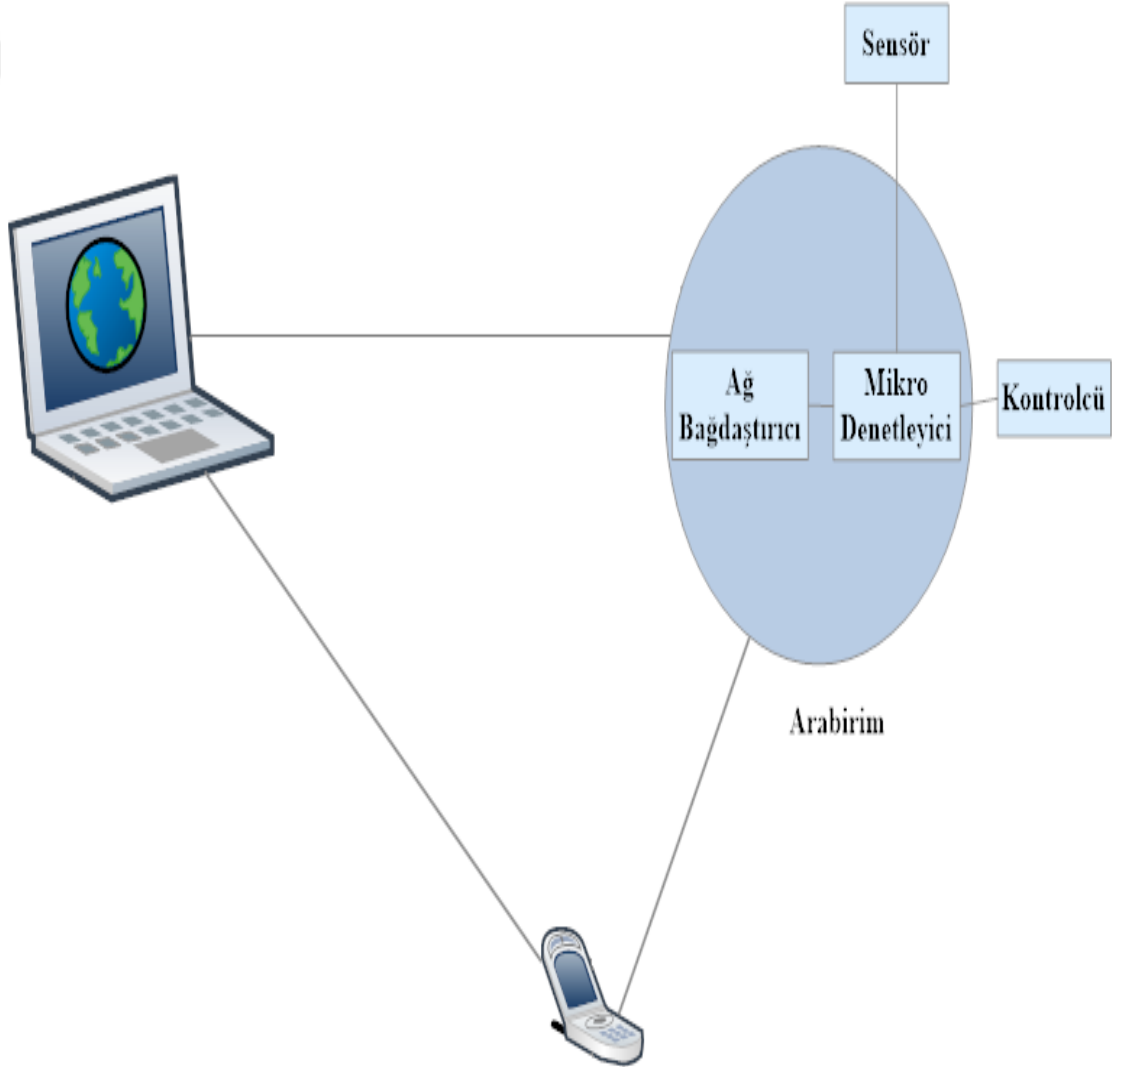 Sensör
Ağ
Bağdaştırıcı
Mikro
Denetleyici
Kontrolcü
Arabirim